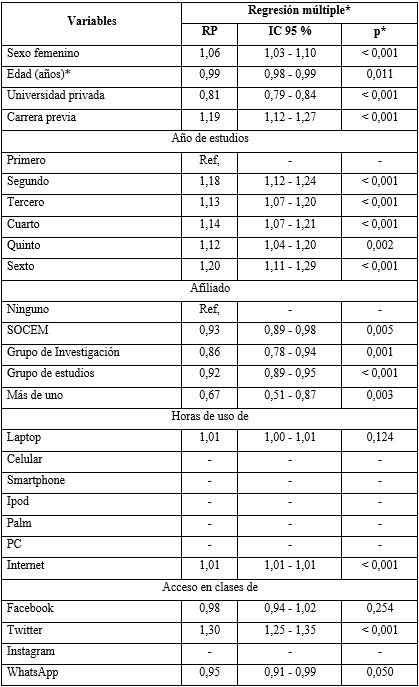 Variables Regresión múltiple*
RP IC 95 % p*
Sexo femenino 1,06 1,03 - 1,10 < 0,001
Edad (años)* 0,99 0,98 - 0,99 0,011
Universidad privada 0,81 0,79 - 0,84 < 0,001
Carrera previa 1,19 1,12 - 1,27 < 0,001
Año de estudios
Primero Ref, - -
Segundo 1,18 1,12 - 1,24 < 0,001
Tercero 1,13 1,07 - 1,20 < 0,001
Cuarto 1,14 1,07 - 1,21 < 0,001
Quinto 1,12 1,04 - 1,20 0,002
Sexto 1,20 1,11 - 1,29 < 0,001
Afiliado
Ninguno Ref, - -
SOCEM 0,93 0,89 - 0,98 0,005
Grupo de Investigación 0,86 0,78 - 0,94 0,001
Grupo de estudios 0,92 0,89 - 0,95 < 0,001
Más de uno 0,67 0,51 - 0,87 0,003
Horas de uso de
Laptop 1,01 1,00 - 1,01 0,124
Celular - - -
Smartphone - - -
Ipod - - -
Palm - - -
PC - - -
Internet 1,01 1,01 - 1,01 < 0,001
Acceso en clases de
Facebook 0,98 0,94 - 1,02 0,254
Twitter 1,30 1,25 - 1,35 < 0,001
Instagram - - -
WhatsApp 0,95 0,91 - 0,99 0,050